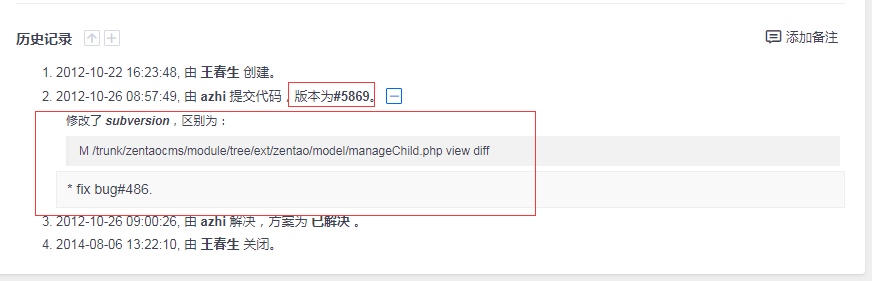 历史记录
添加备注
1. 2012-10-22 16:23:48, 由 王春生 创建。
2. 2012-10-26 08:57:49, 由 azhi 提交代码，版本为#5869。
修改了 subversion，区别为：
M /trunk/zentaocms/module/tree/ext/zentao/model/manageChild.php view diff
* fix bug#486.
3. 2012-10-26 09:00:26, 由 azhi 解决，方案为 已解决 。
4. 2014-08-06 13:22:10, 由 王春生 关闭。